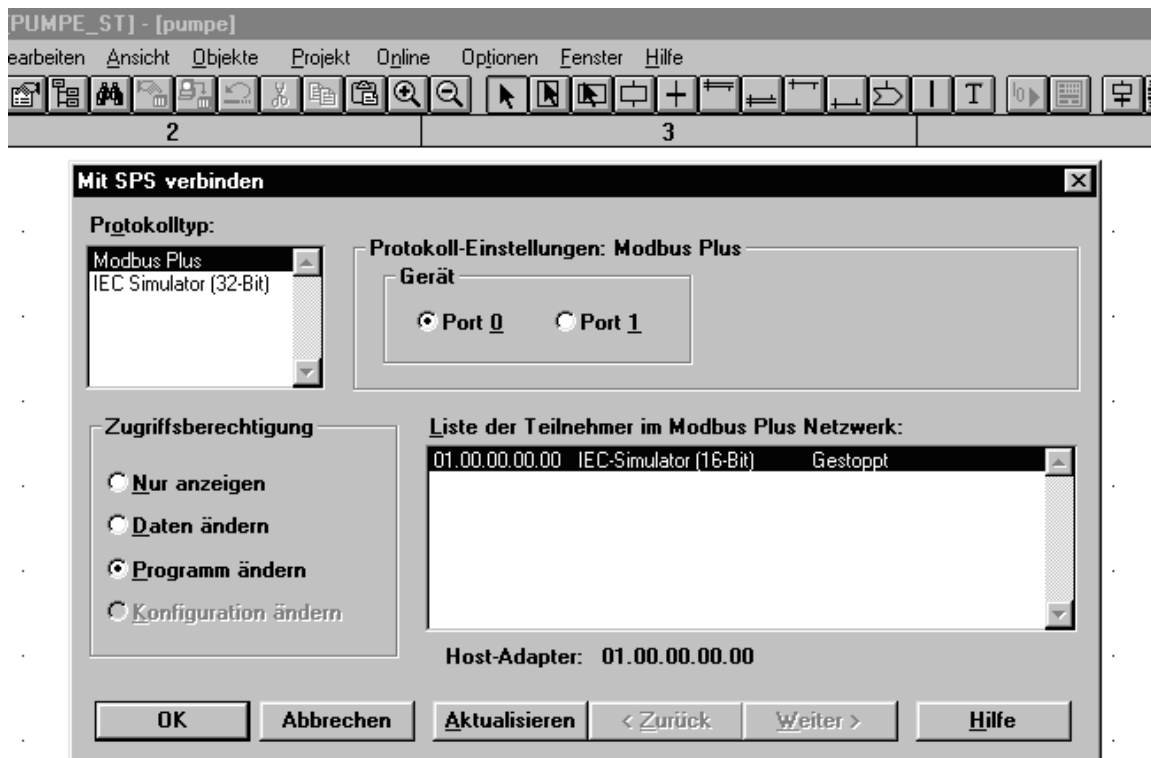 [PUMPE_ST] - [pumpe]
earbeiten Ansicht Objekte Projekt Online Optionen Fenster Hilfe
T
2 3
Mit SPS verbinden
Protokolltyp:
Modbus Plus
IEC Simulator (32-Bit)
Protokoll-Einstellungen: Modbus Plus
Gerät
Port 0 Port 1
Zugriffsberechtigung
Nur anzeigen
Daten ändern
Programm ändern
Konfiguration ändern
Liste der Teilnehmer im Modbus Plus Netzwerk:
01.00.00.00.00 IEC-Simulator (16-Bit) Gestoppt
Host-Adapter: 01.00.00.00.00
OK Abbrechen Aktualisieren < Zurück Weiter > Hilfe